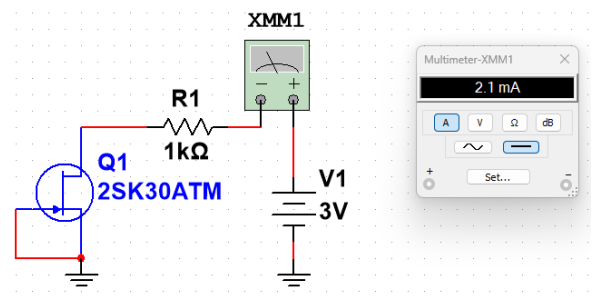 XMM1
Multimeter-XMM1
2.1 mA
R1
A V Ω dB
1kΩ
Q1
2SK30ATM
V1
3V
+ Set... −